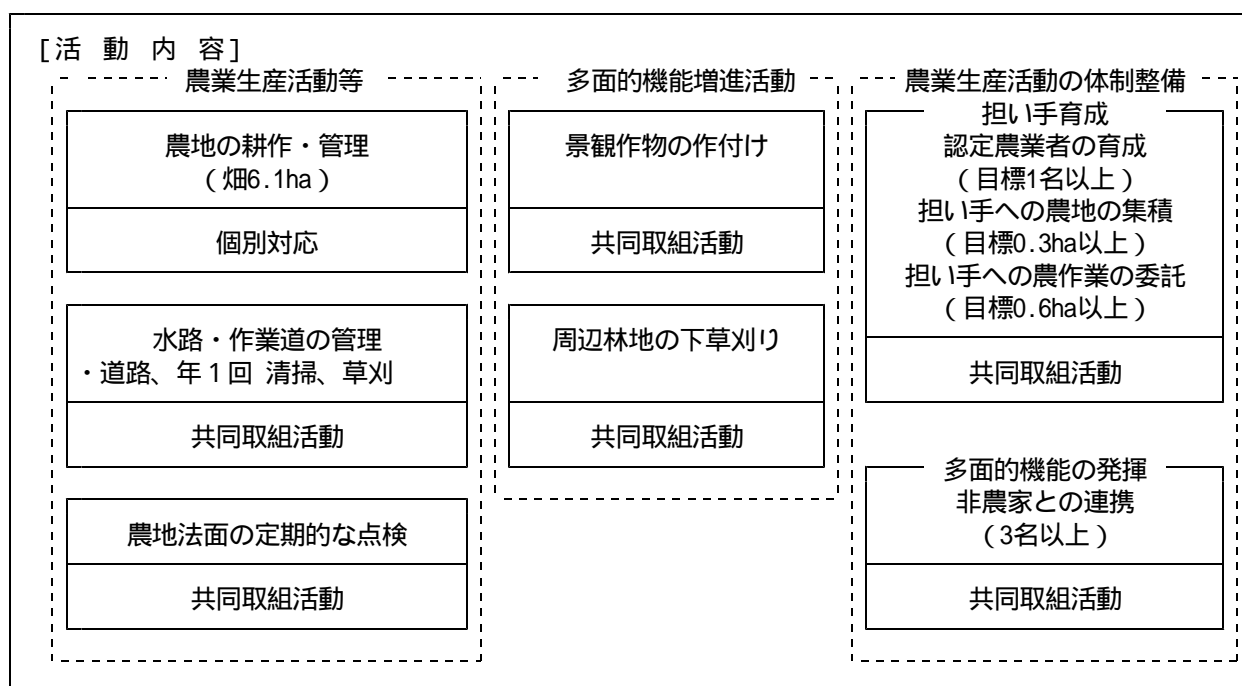 [活 動 内 容]
農業生産活動等
農地の耕作・管理
（畑6.1ha）
個別対応
水路・作業道の管理
・道路、年１回 清掃、草刈
共同取組活動
農地法面の定期的な点検
共同取組活動
多面的機能増進活動
景観作物の作付け
共同取組活動
周辺林地の下草刈り
共同取組活動
農業生産活動の体制整備
担い手育成
認定農業者の育成
（目標1名以上）
担い手への農地の集積
（目標0.3ha以上）
担い手への農作業の委託
（目標0.6ha以上）
共同取組活動
多面的機能の発揮
非農家との連携
（3名以上）
共同取組活動